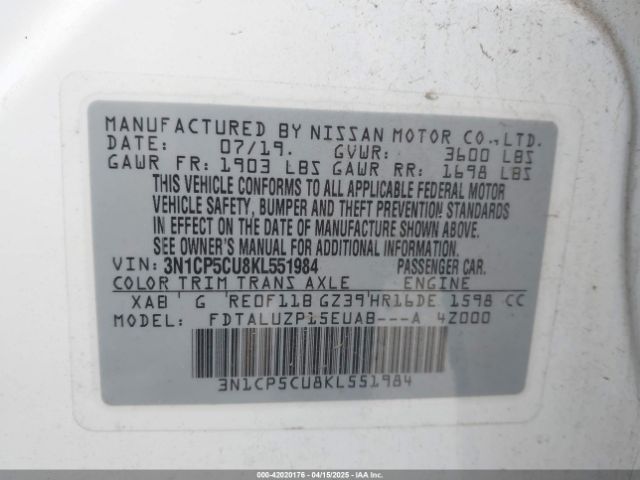 MANUFACTURED BY NISSAN MOTOR CO.,LTD.
DATE: 07/19. GVWR: 3600 LBS
GAWR FR: 1903 LBS GAWR RR: 1698 LBS
THIS VEHICLE CONFORMS TO ALL APPLICABLE FEDERAL MOTOR
VEHICLE SAFETY, BUMPER AND THEFT PREVENTION STANDARDS
IN EFFECT ON THE DATE OF MANUFACTURE SHOWN ABOVE.
SEE OWNER'S MANUAL FOR ADDITIONAL INFORMATION.
VIN: 3N1CP5CU8KL551984 PASSENGER CAR.
COLOR TRIM TRANS AXLE ENGINE
XAB ' G 'RE0F11B GZ39'HR16DE 1598 CC
MODEL: FDTALUZP15EUAB---A 4Z000
3N1CP5CU8KL551984
000-42020176 - 04/15/2025 - IAAI.COM